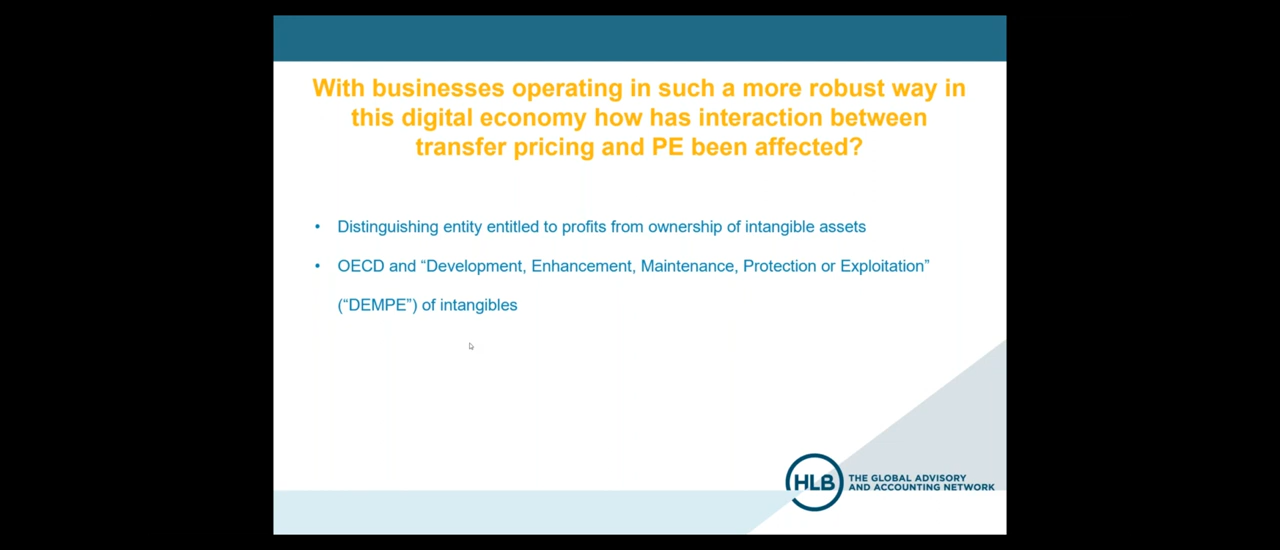 With businesses operating in such a more robust way in
this digital economy how has interaction between
transfer pricing and PE been affected?
• Distinguishing entity entitled to profits from ownership of intangible assets
• OECD and “Development, Enhancement, Maintenance, Protection or Exploitation”
(“DEMPE”) of intangibles
HLB
THE GLOBAL ADVISORY
AND ACCOUNTING NETWORK